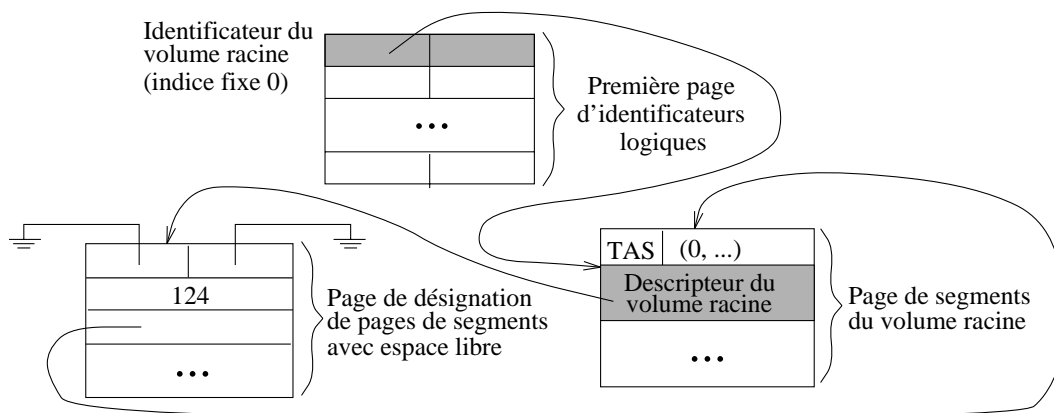 Identificateur du
volume racine
(indice fixe 0)
...
Première page
d'identificateurs
logiques
124
...
Page de désignation
de pages de segments
avec espace libre
TAS (0, ...)
Descripteur du
volume racine
...
Page de segments
du volume racine